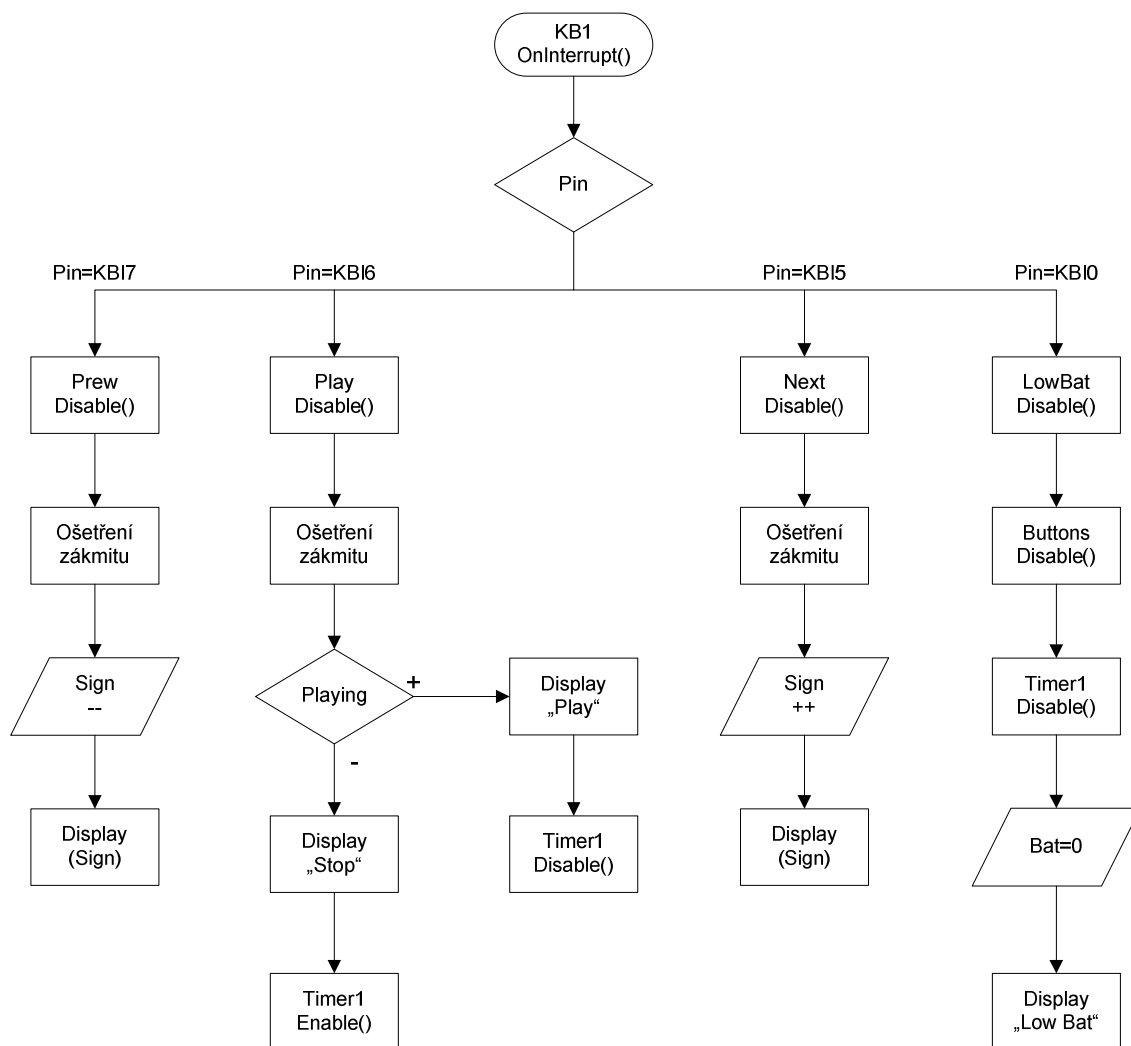 KB1
OnInterrupt()
Pin
Pin=KBI7
Pin=KBI6
Pin=KBI5
Pin=KBI0
Prew
Disable()
Play
Disable()
Next
Disable()
LowBat
Disable()
Ošetření
zákmitu
Ošetření
zákmitu
Ošetření
zákmitu
Buttons
Disable()
Sign
--
Playing
+
-
Display
„Play“
Sign
++
Timer1
Disable()
Display
(Sign)
Display
„Stop“
Timer1
Disable()
Display
(Sign)
Bat=0
Timer1
Enable()
Display
„Low Bat“